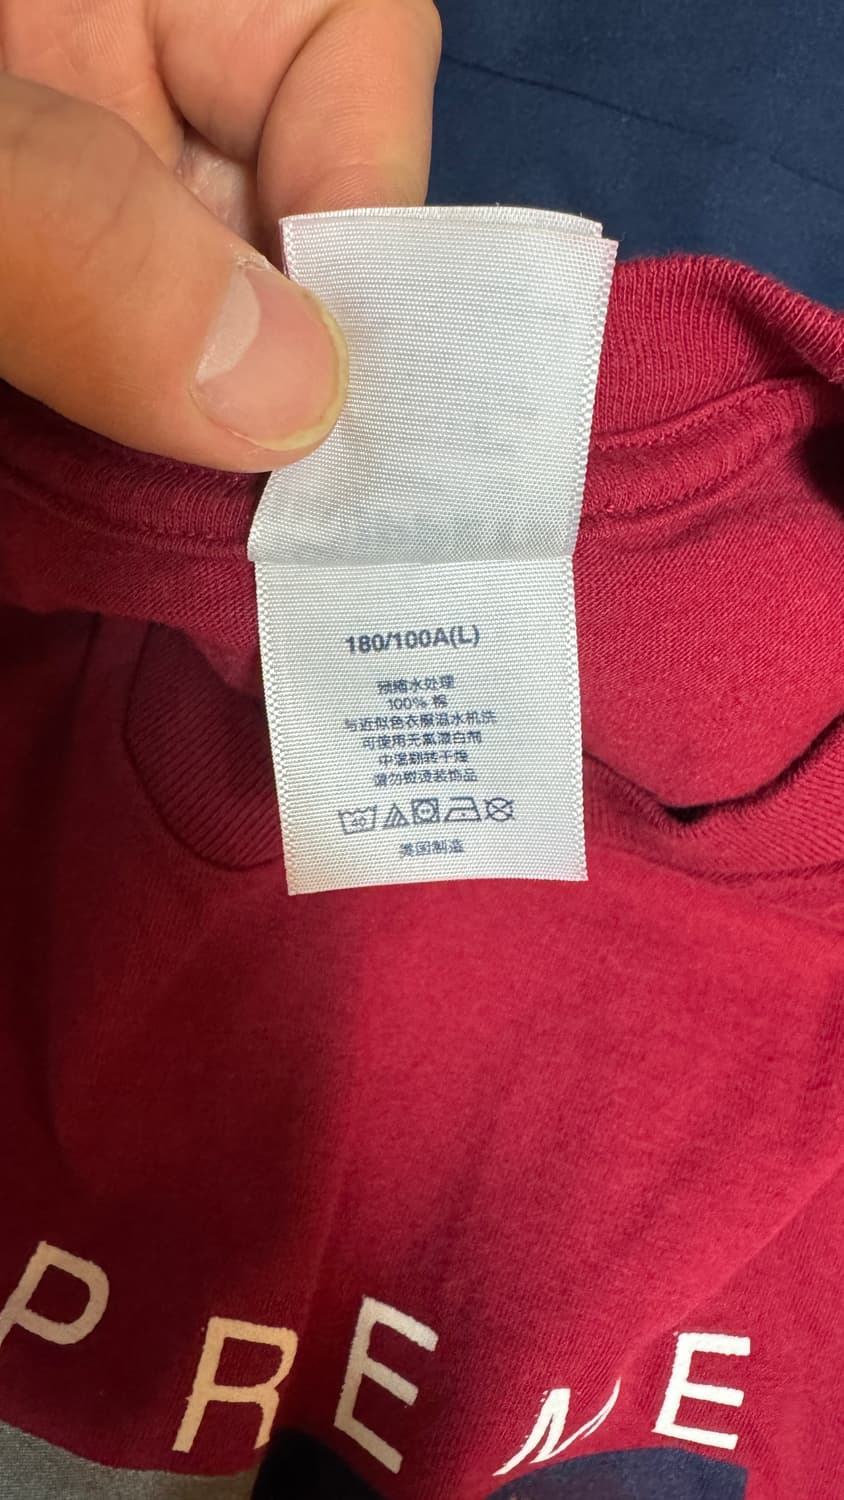 180/100A(L)
预缩水处理
100% 棉
与近似色衣服温水机洗
可使用无氯漂白剂
中温翻转干燥
请勿熨烫装饰品
40
美国制造
P R E M E